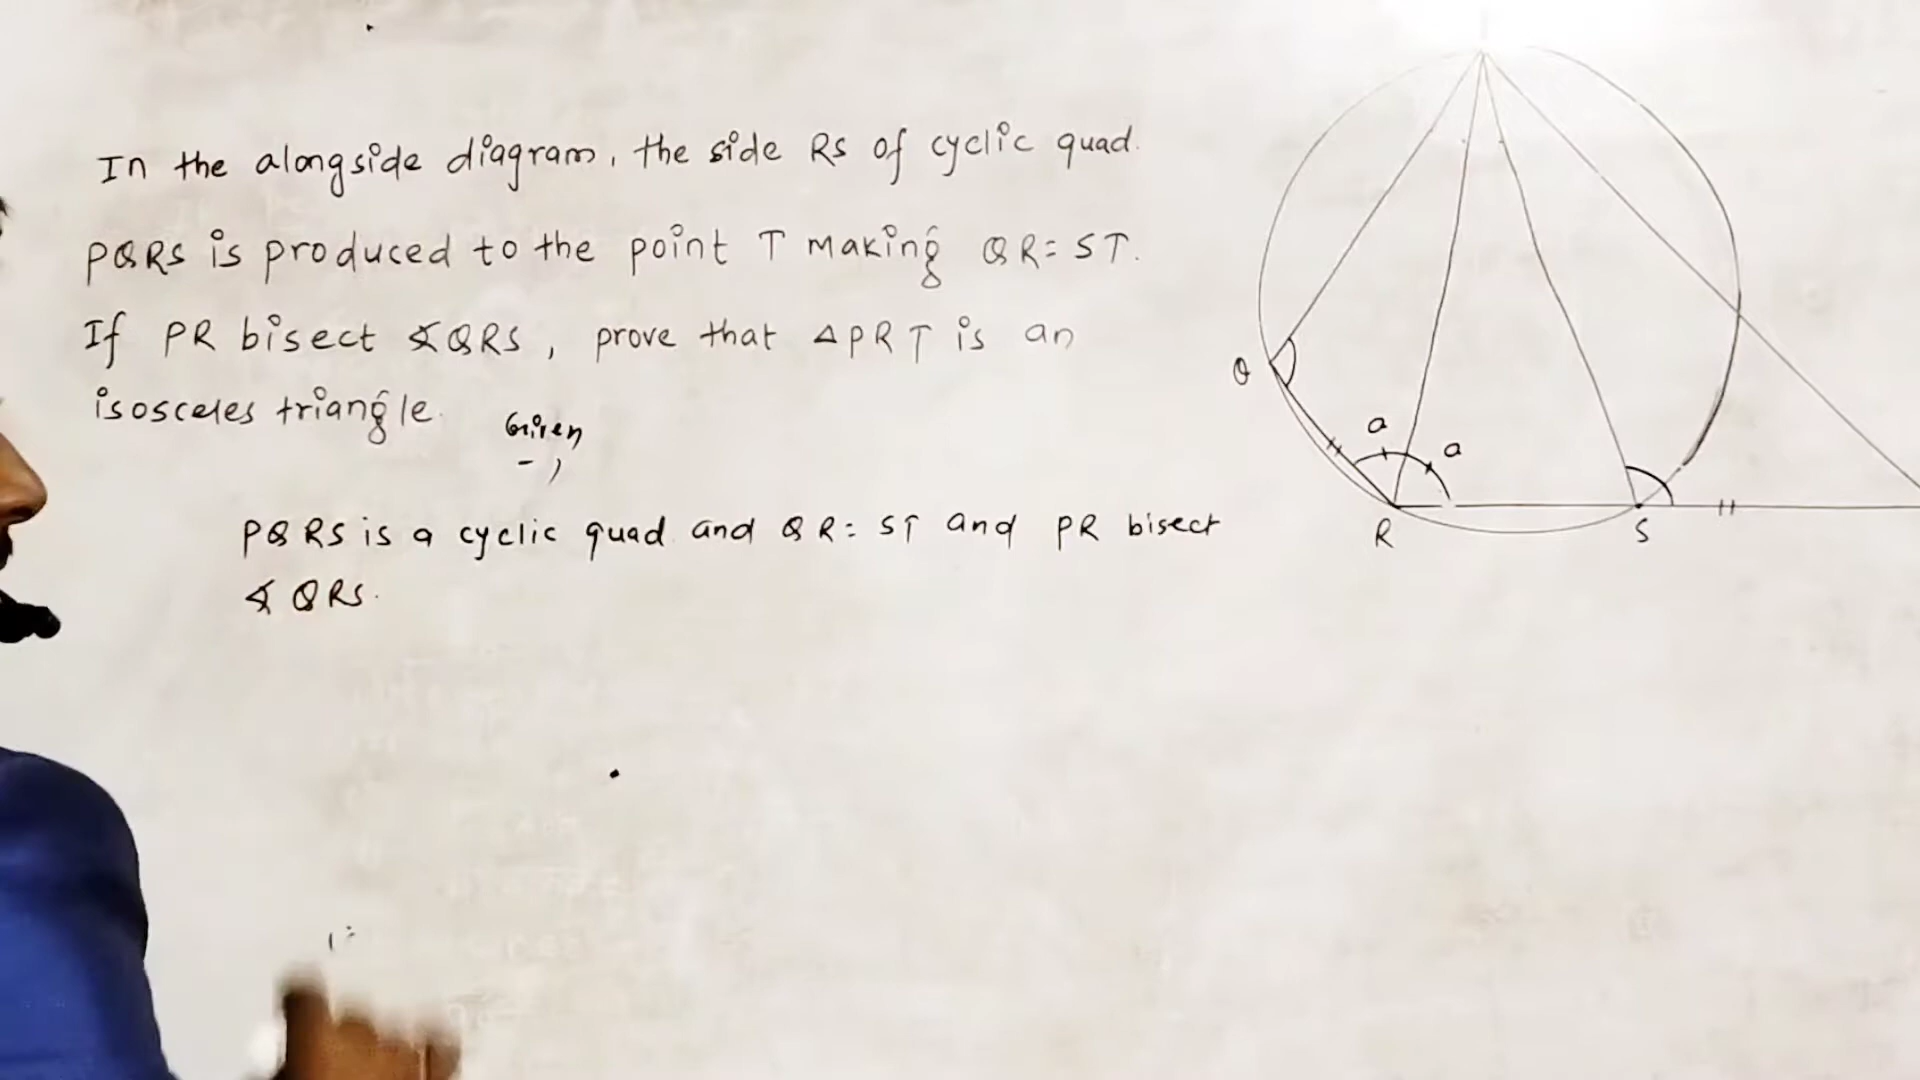 In the alongside diagram, the side RS of cyclic quad.
PQRS is produced to the point T making QR = ST.
If PR bisect ∡QRS, prove that △PRT is an
isosceles triangle.
Given
PQRS is a cyclic quad and QR = ST and PR bisect
∡QRS.
Q
a
a
R
S